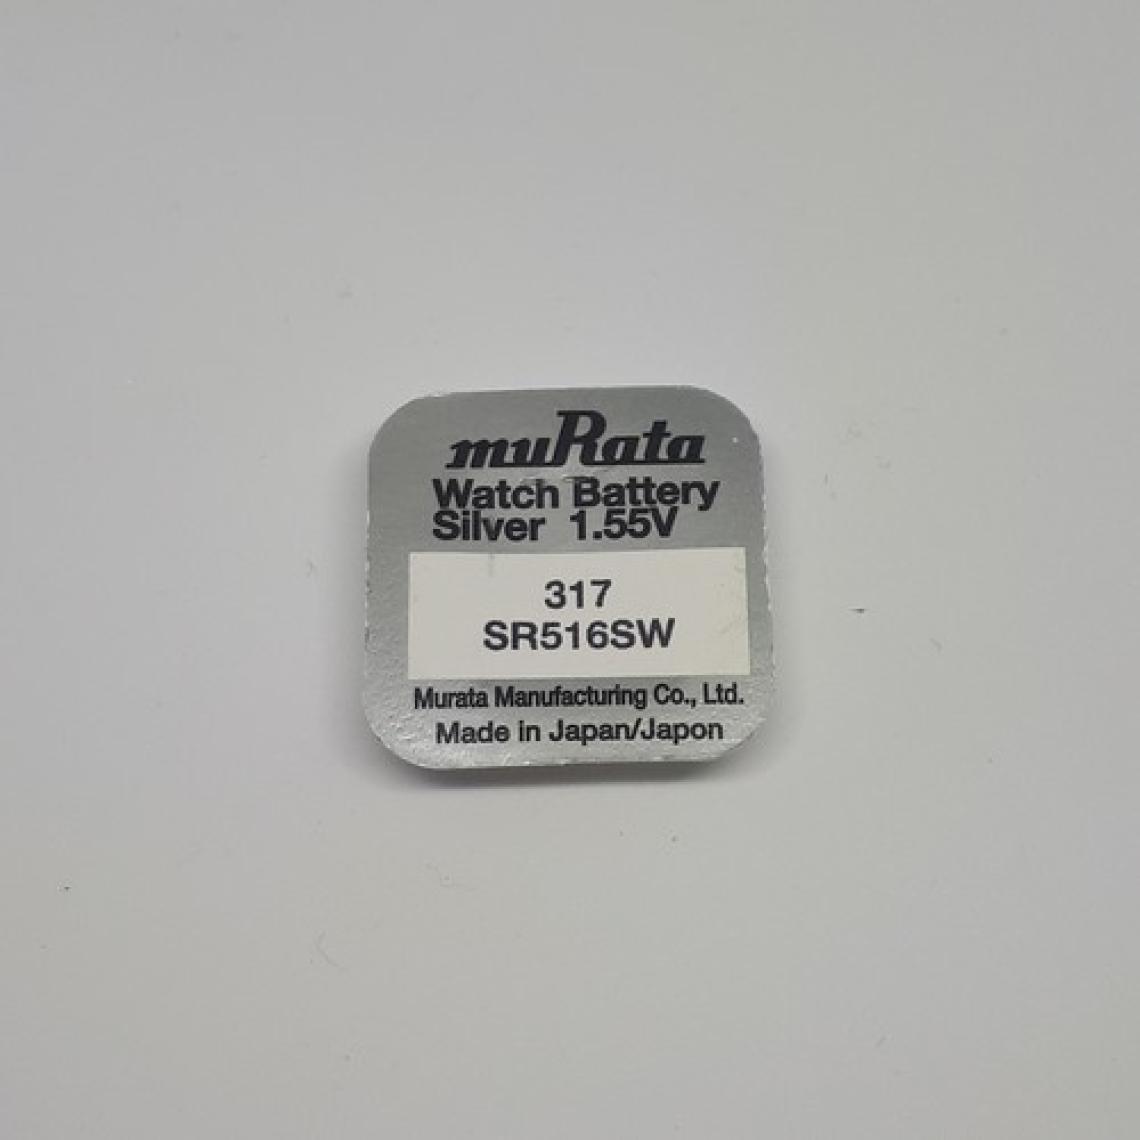 muRata
Watch Battery
Silver 1.55V
317
SR516SW
Murata Manufacturing Co., Ltd.
Made in Japan/Japon